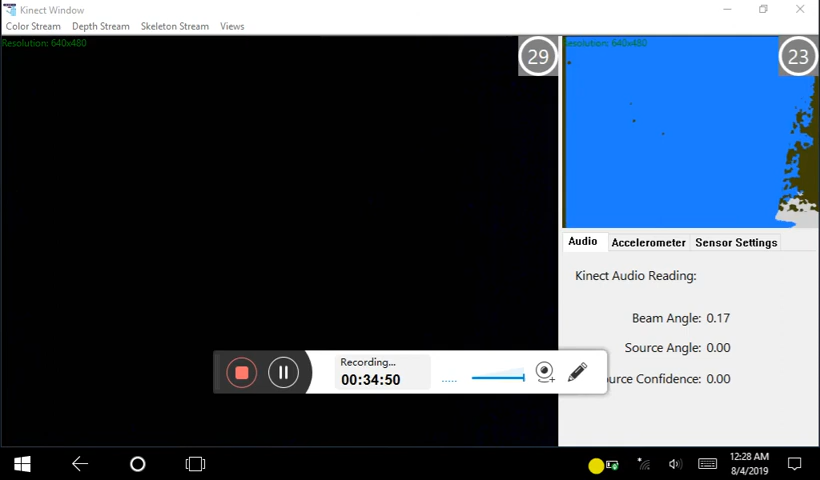 Kinect Window
Color Stream Depth Stream Skeleton Stream Views
Resolution: 640x480
29
esolution: 640x480
23
Audio Accelerometer Sensor Settings
Kinect Audio Reading:
Beam Angle: 0.17
Source Angle: 0.00
ource Confidence: 0.00
Recording...
00:34:50
12:28 AM
8/4/2019